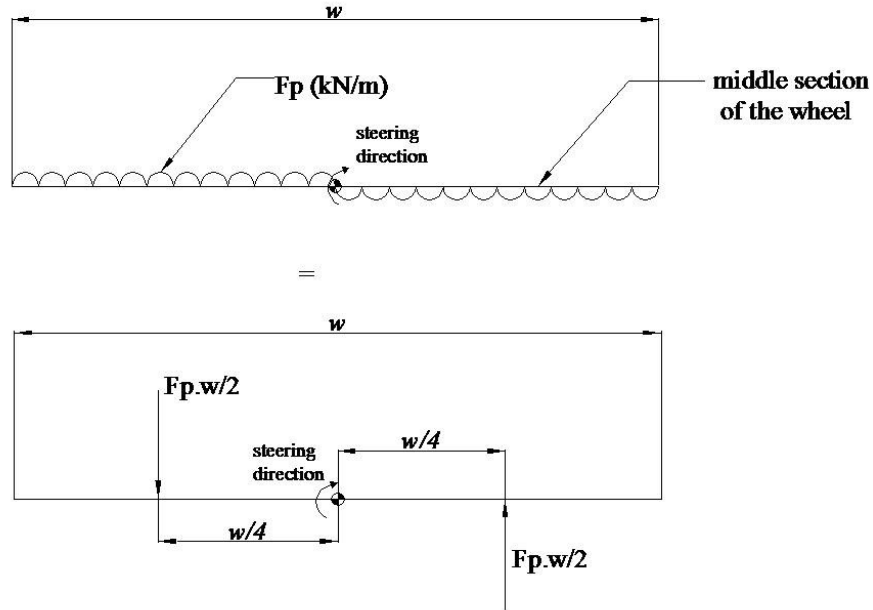 w
Fp (kN/m)
middle section
of the wheel
steering
direction
=
w
Fp.w/2
w/4
steering
direction
w/4
Fp.w/2